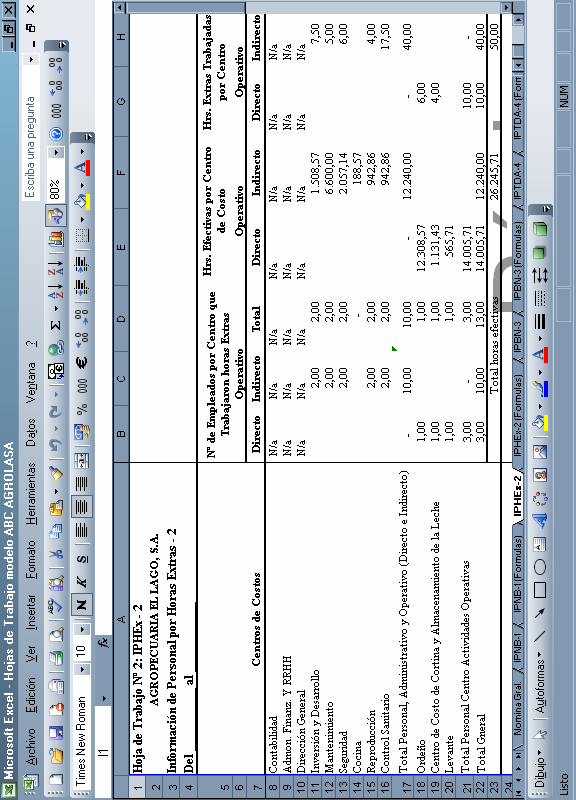 Microsoft Excel - Hojas de Trabajo modelo ABC AGROLASA
Archivo Edición Ver Insertar Formato Herramientas Datos Ventana ? Escriba una pregunta
80%
Times New Roman 10 N K S % 000 €
I1 fx
A B C D E F G H
1 Hoja de Trabajo Nº 2: IPHEx - 2
2 AGROPECUARIA EL LAGO, S.A.
3 Información de Personal por Horas Extras - 2
4 Del al
5 Nº de Empleados por Centro que Trabajaron horas Extras Hrs. Efectivas por Centro de Costo Hrs. Extras Trabajadas por Centro
6 Operativo Operativo Operativo
7 Centros de Costos Directo Indirecto Total Directo Indirecto Directo Indirecto
8 Contabilidad N/a N/a N/a N/a N/a N/a N/a
9 Admon. Finanz. Y RRHH N/a N/a N/a N/a N/a N/a N/a
10 Dirección General N/a N/a N/a N/a N/a N/a N/a
11 Inversión y Desarrollo 2,00 2,00 1.508,57 7,50
12 Mantenimiento 2,00 2,00 6.600,00 5,00
13 Seguridad 2,00 2,00 2.057,14 6,00
14 Cocina - 188,57
15 Reproducción 2,00 2,00 942,86 4,00
16 Control Sanitario 2,00 2,00 942,86 17,50
17 Total Personal, Administrativo y Operativo (Directo e Indirecto) - 10,00 10,00 - 12.240,00 - 40,00
18 Ordeño 1,00 1,00 12.308,57 6,00
19 Centro de Costo de Cortina y Almacenamiento de la Leche 1,00 1,00 1.131,43 4,00
20 Levante 1,00 1,00 565,71
21 Total Personal Centro Actividades Operativas 3,00 - 3,00 14.005,71 - 10,00 -
22 Total Gneral 3,00 10,00 13,00 14.005,71 12.240,00 10,00 40,00
23 Total horas efectivas 26.245,71 50,00
24
Nomina Gral. IPNB-1 IPNB-1 (Formulas) IPHEx-2 IPHEx-2 (Formulas) IPBN-3 IPBN-3 (Formulas) IPTDA-4 IPTDA-4 (Form
Dibujo Autoformas
Listo NUM